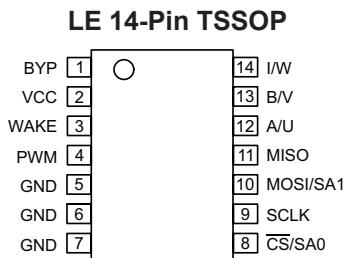 LE 14-Pin TSSOP
BYP 1 14 I/W
VCC 2 13 B/V
WAKE 3 12 A/U
PWM 4 11 MISO
GND 5 10 MOSI/SA1
GND 6 9 SCLK
GND 7 8 C̅S̅/SA0